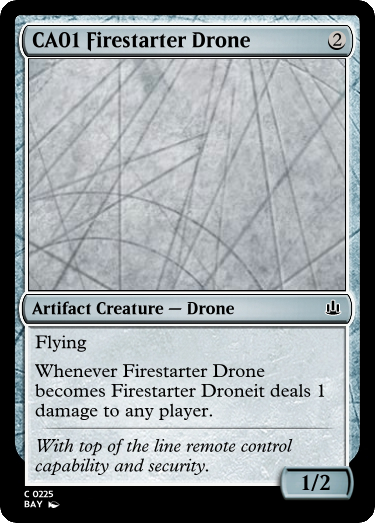 CA01 Firestarter Drone 2
Artifact Creature — Drone
Flying
Whenever Firestarter Drone
becomes Firestarter Droneit deals 1
damage to any player.
With top of the line remote control
capability and security.
1/2
C 0225
BAY